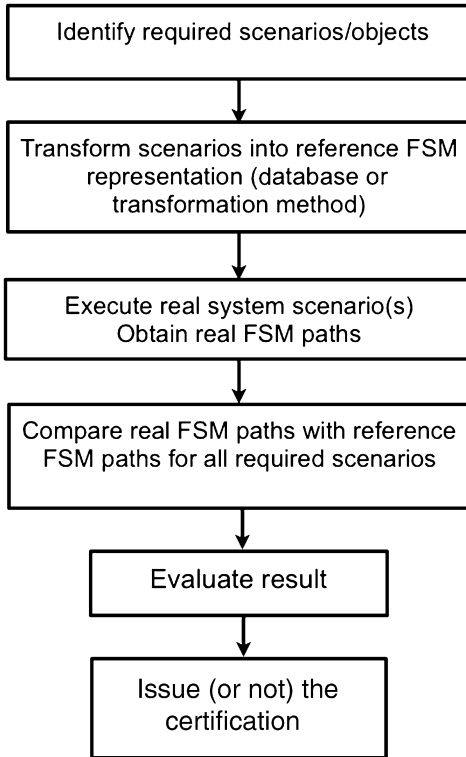 Identify required scenarios/objects
Transform scenarios into reference FSM
representation (database or
transformation method)
Execute real system scenario(s)
Obtain real FSM paths
Compare real FSM paths with reference
FSM paths for all required scenarios
Evaluate result
Issue (or not) the
certification